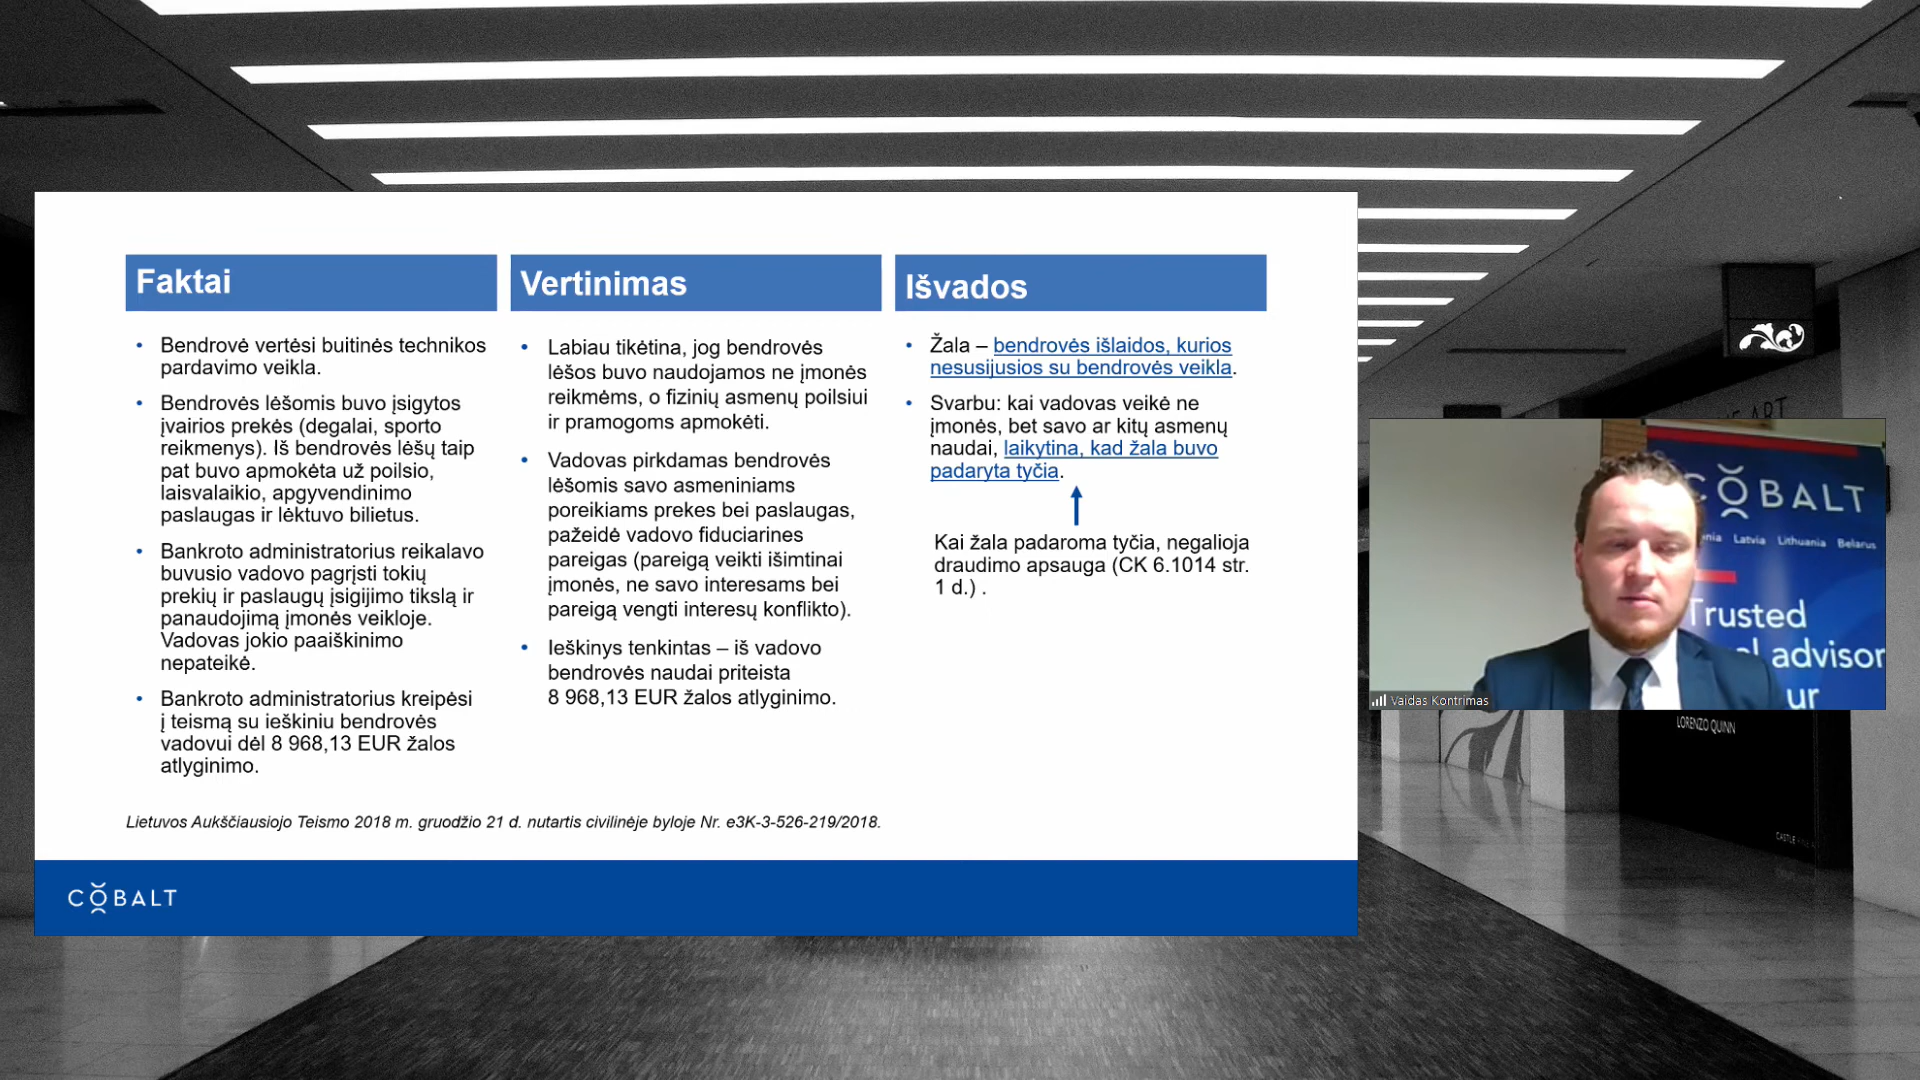 Faktai
Bendrovė vertėsi buitinės technikos
pardavimo veikla.
Bendrovės lėšomis buvo įsigytos
įvairios prekės (degalai, sporto
reikmenys). Iš bendrovės lėšų taip
pat buvo apmokėta už poilsio,
laisvalaikio, apgyvendinimo
paslaugas ir lėktuvo bilietus.
Bankroto administratorius reikalavo
buvusio vadovo pagrįsti tokių
prekių ir paslaugų įsigijimo tikslą ir
panaudojimą įmonės veikloje.
Vadovas jokio paaiškinimo
nepateikė.
Bankroto administratorius kreipėsi
į teismą su ieškiniu bendrovės
vadovui dėl 8 968,13 EUR žalos
atlyginimo.
Vertinimas
Labiau tikėtina, jog bendrovės
lėšos buvo naudojamos ne įmonės
reikmėms, o fizinių asmenų poilsiui
ir pramogoms apmokėti.
Vadovas pirkdamas bendrovės
lėšomis savo asmeniniams
poreikiams prekes bei paslaugas,
pažeidė vadovo fiduciarines
pareigas (pareigą veikti išimtinai
įmonės, ne savo interesams bei
pareigą vengti interesų konflikto).
Ieškinys tenkintas – iš vadovo
bendrovės naudai priteista
8 968,13 EUR žalos atlyginimo.
Išvados
Žala – bendrovės išlaidos, kurios
nesusijusios su bendrovės veikla.
Svarbu: kai vadovas veikė ne
įmonės, bet savo ar kitų asmenų
naudai, laikytina, kad žala buvo
padaryta tyčia.
Kai žala padaroma tyčia, negalioja
draudimo apsauga (CK 6.1014 str.
1 d.) .
Lietuvos Aukščiausiojo Teismo 2018 m. gruodžio 21 d. nutartis civilinėje byloje Nr. e3K-3-526-219/2018.
COBALT
COBALT
Latvia Lithuania Belarus
Trusted
advisor
ur
Vaidas Kontrimas
ART
LORENZO QUINN
CASTLE